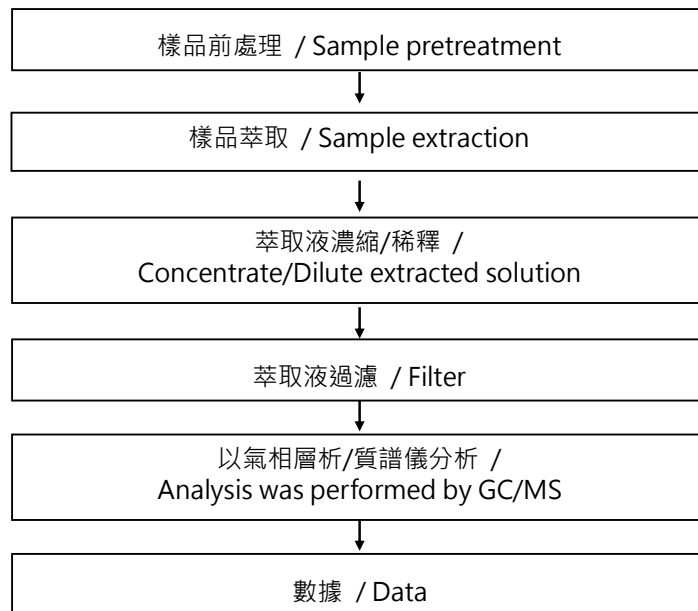 樣品前處理 / Sample pretreatment
樣品萃取 / Sample extraction
萃取液濃縮/稀釋 /
Concentrate/Dilute extracted solution
萃取液過濾 / Filter
以氣相層析/質譜儀分析 /
Analysis was performed by GC/MS
數據 / Data